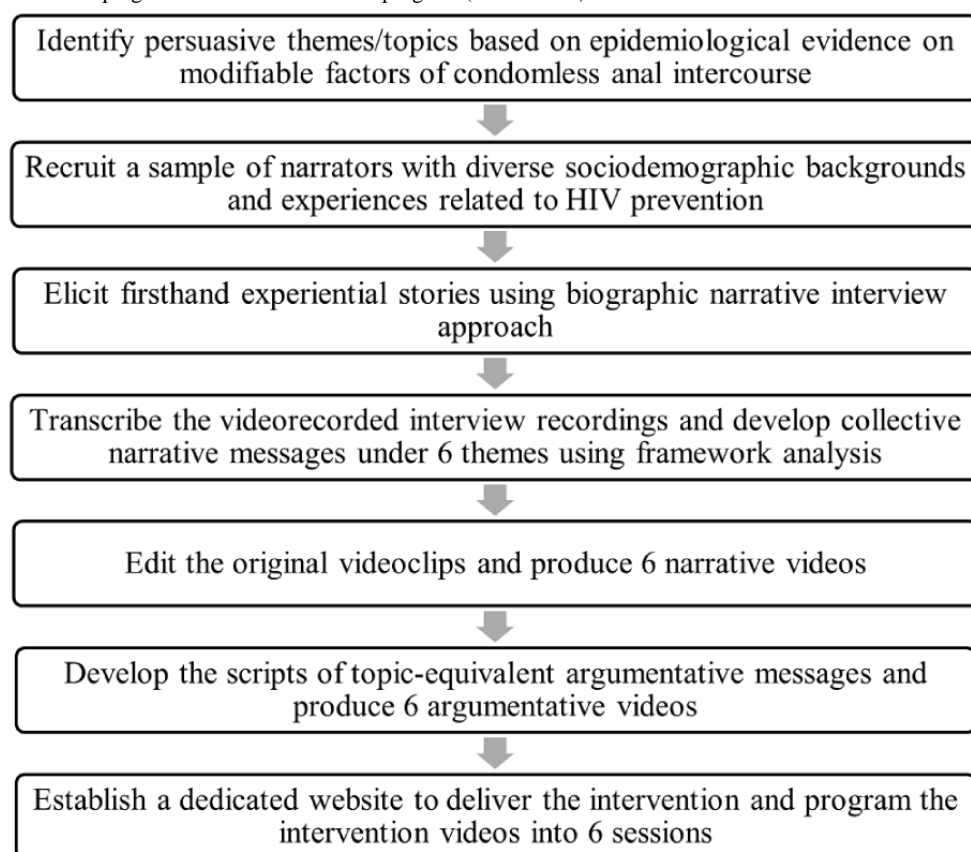 Identify persuasive themes/topics based on epidemiological evidence on
modifiable factors of condomless anal intercourse
Recruit a sample of narrators with diverse sociodemographic backgrounds
and experiences related to HIV prevention
Elicit firsthand experiential stories using biographic narrative interview
approach
Transcribe the videorecorded interview recordings and develop collective
narrative messages under 6 themes using framework analysis
Edit the original videoclips and produce 6 narrative videos
Develop the scripts of topic-equivalent argumentative messages and
produce 6 argumentative videos
Establish a dedicated website to deliver the intervention and program the
intervention videos into 6 sessions